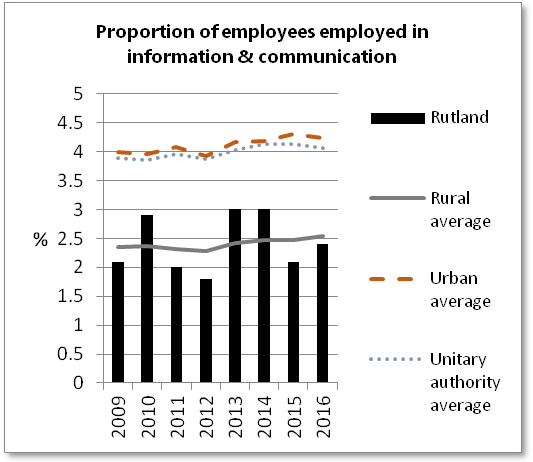 Proportion of employees employed in
information & communication
5
4.5
4
3.5
3
2.5
2
1.5
1
0.5
0
%
2009
2010
2011
2012
2013
2014
2015
2016
Rutland
Rural
average
Urban
average
Unitary
authority
average